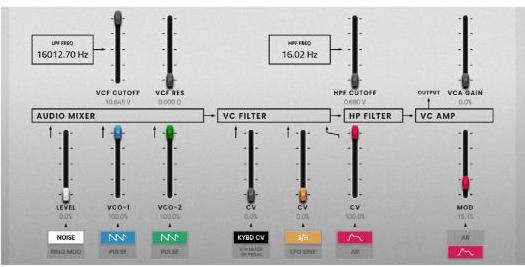 LPF FREQ
16012.70 Hz
HPF FREQ
16.02 Hz
VCF CUTOFF
10.645 V
VCF RES
0.000 Q
HPF CUTOFF
0.680 V
OUTPUT
VCA GAIN
0.0%
AUDIO MIXER
VC FILTER
HP FILTER
VC AMP
LEVEL
0.0%
VCO-1
100.0%
VCO-2
100.0%
CV
0.0%
CV
0.0%
CV
100.0%
MOD
15.1%
NOISE
KYBD CV
S/H
AR
RING MOD
PULSE
PULSE
S/H MIXER
OR PEDAL
LFO SINE
AR